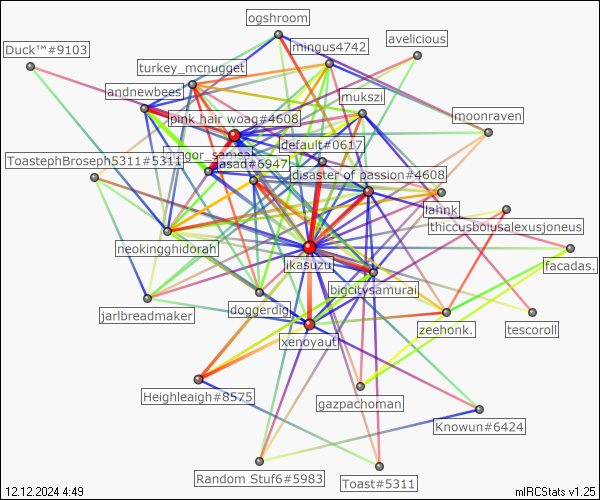 ogshroom
avelicious
mingus4742
Duck™#9103
turkey_mcnugget
andnewbees
mukszi
moonraven
pink hair woag#4608
default#0617
ToastephBroseph5311#5311
asad#6947
disaster of passion#4608
lahnk
thiccusboiusalexusjoneus
neokingghidorah
ikasuzu
facadas.
bigcitysamurai
jarlbreadmaker
doggerdig
zeehonk.
tescoroll
xenoyaut
Heighleaigh#8575
gazpachoman
Knowun#6424
Random Stuf6#5983
Toast#5311
12.12.2024 4:49
mIRCStats v1.25